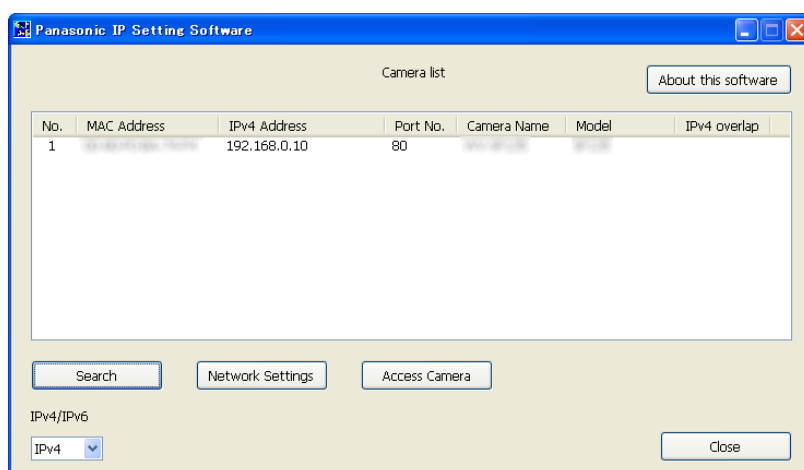 Panasonic IP Setting Software
Camera list
About this software
No. MAC Address IPv4 Address Port No. Camera Name Model IPv4 overlap
1 192.168.0.10 80
Search Network Settings Access Camera
IPv4/IPv6
IPv4
Close